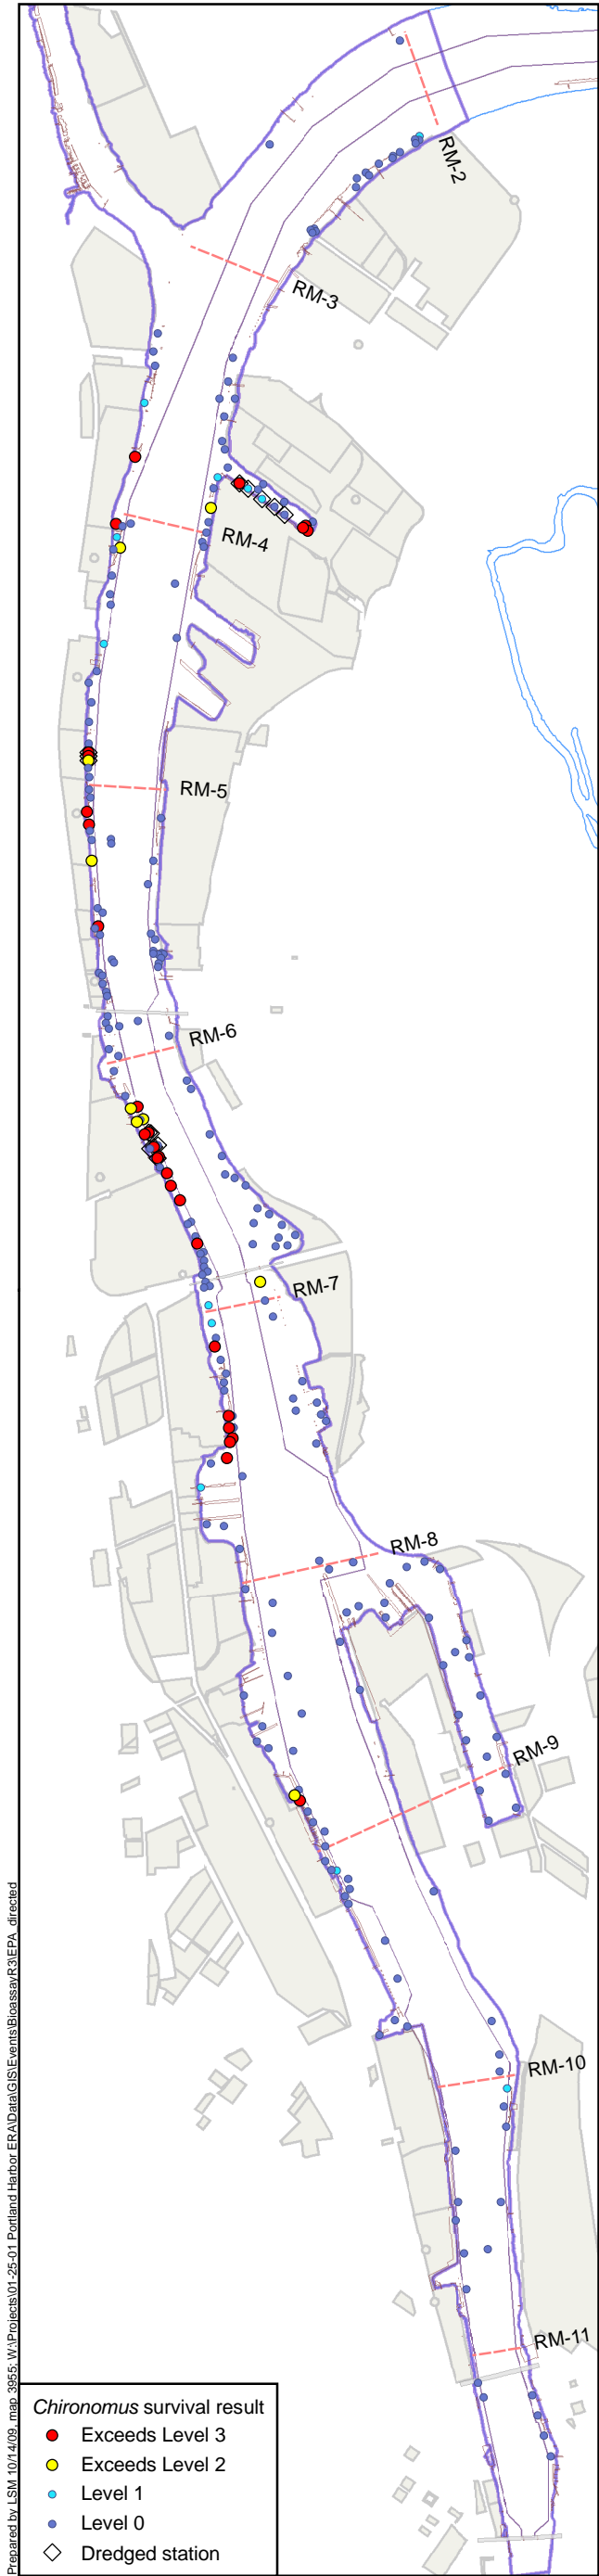 RM-2
RM-3
RM-4
RM-5
RM-6
RM-7
RM-8
RM-9
RM-10
RM-11
Chironomus survival result
Exceeds Level 3
Exceeds Level 2
Level 1
Level 0
Dredged station
Prepared by LSM 10/14/09, map 3955; W:\Projects\01-25-01 Portland Harbor ERA\Data\GIS\Events\BioassayR3\EPA_directed